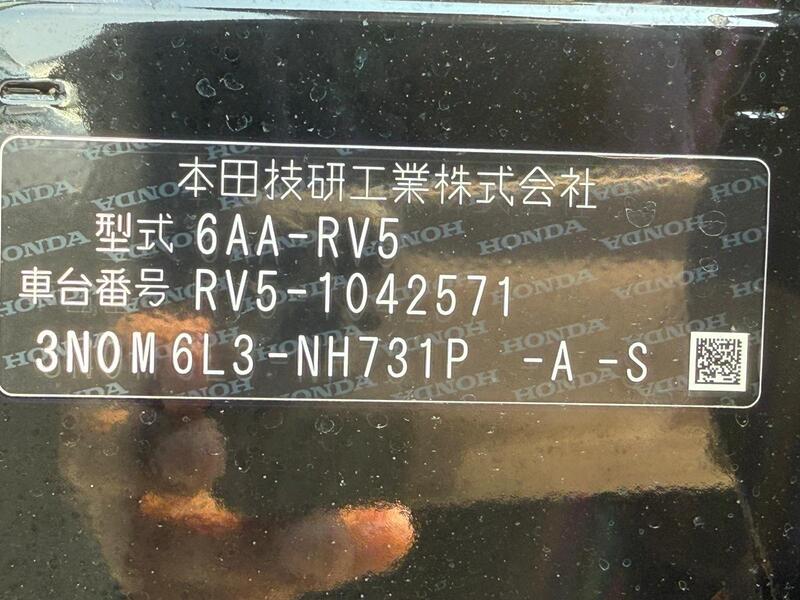 本田技研工業株式会社
型式 6AA-RV5
車台番号 RV5-1042571
3N0M6L3-NH731P -A-S